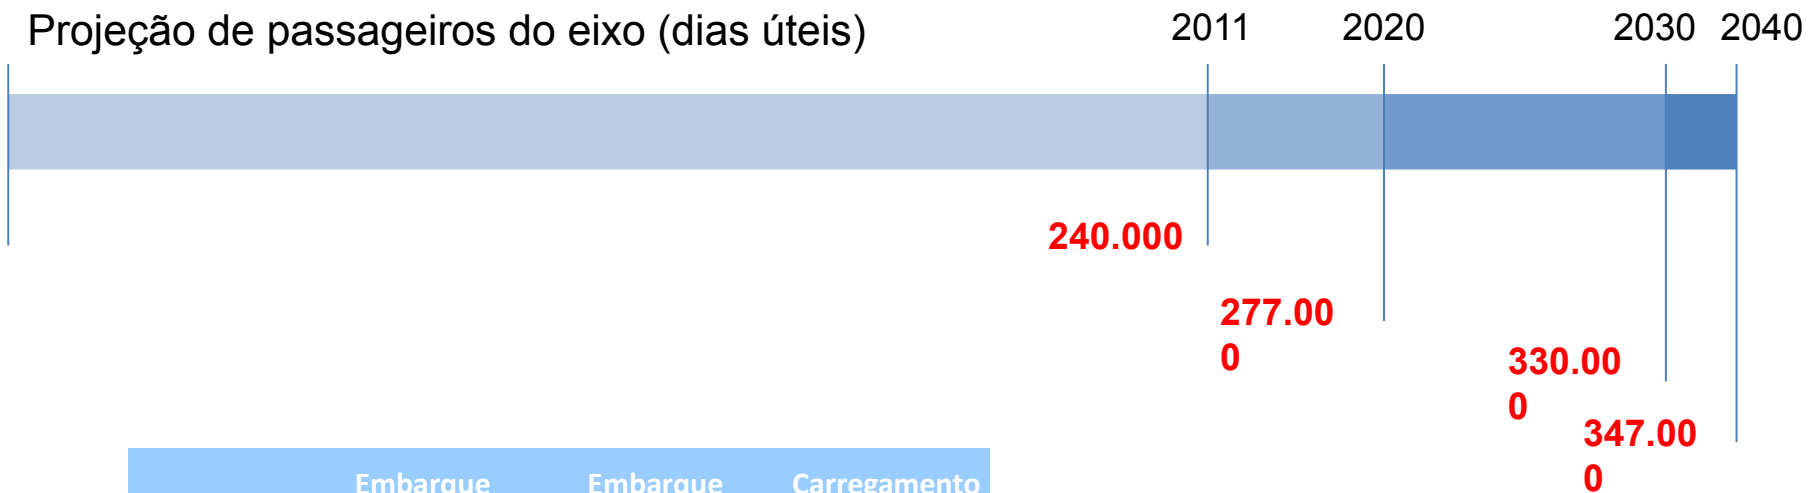 Projeção de passageiros do eixo (dias úteis)
2011
2020
2030
2040
240.000
277.00
0
330.00
0
347.00
0
Embarque
Embarque
Carregamento